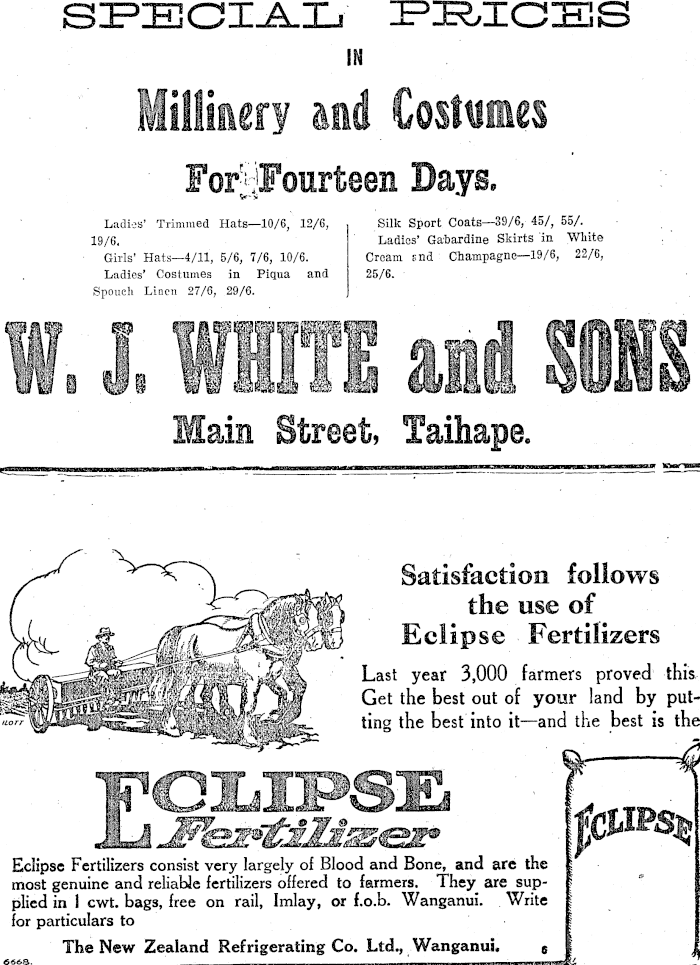 SPECIAL PRICES
IN
Millinery and Costumes
For Fourteen Days.
Ladies' Trimmed Hats—10/6, 12/6,
19/6.
Girls' Hats—4/11, 5/6, 7/6, 10/6.
Ladies' Costumes in Piqua and
Spouch Linen 27/6, 29/6.
Silk Sport Coats—39/6, 45/, 55/.
Ladies' Gabardine Skirts in White
Cream and Champagne—19/6, 22/6,
25/6.
W. J. WHITE and SONS
Main Street, Taihape.
Satisfaction follows
the use of
Eclipse Fertilizers
Last year 3,000 farmers proved this
Get the best out of your land by put-
ting the best into it—and the best is the
ILOTT
ECLIPSE
Fertilizer
ECLIPSE
Eclipse Fertilizers consist very largely of Blood and Bone, and are the
most genuine and reliable fertilizers offered to farmers. They are sup-
plied in 1 cwt. bags, free on rail, Imlay, or f.o.b. Wanganui. Write
for particulars to
The New Zealand Refrigerating Co. Ltd., Wanganui. 6
6668.